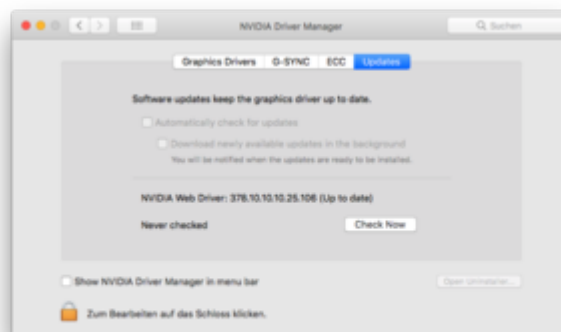 NVIDIA Driver Manager
Suchen
Graphics Drivers G-SYNC ECC Updates
Software updates keep the graphics driver up to date.
Automatically check for updates
Download newly available updates in the background
You will be notified when the updates are ready to be installed.
NVIDIA Web Driver: 378.10.10.10.25.106 (Up to date)
Never checked Check Now
Show NVIDIA Driver Manager in menu bar Open Uninstaller...
Zum Bearbeiten auf das Schloss klicken.